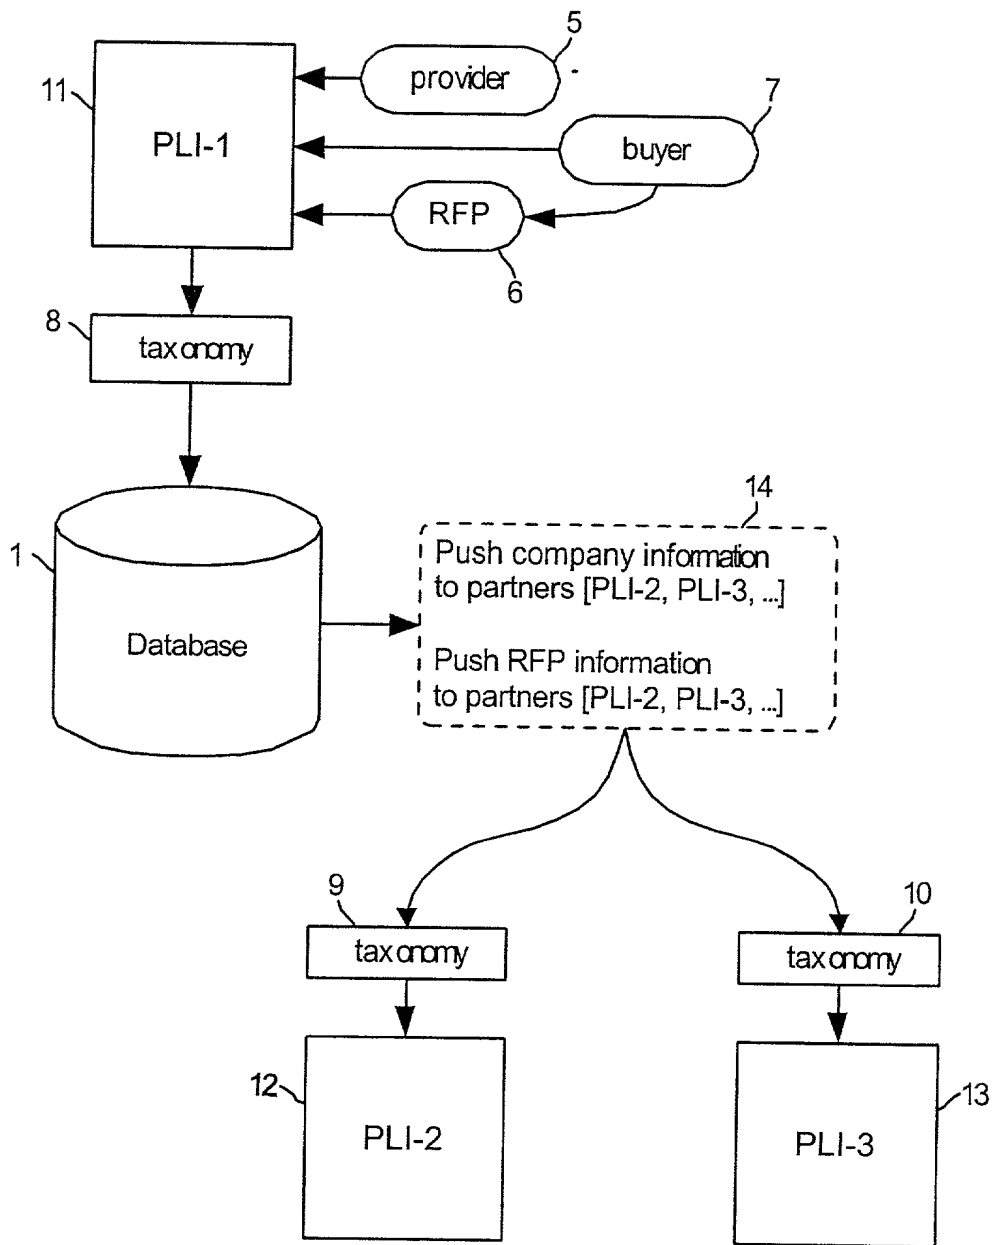 5
provider
11
PLI-1
7
buyer
RFP
6
8
taxonomy
14
Push company information
to partners [PLI-2, PLI-3, ...]
1
Database
Push RFP information
to partners [PLI-2, PLI-3, ...]
9
taxonomy
10
taxonomy
12
PLI-2
13
PLI-3